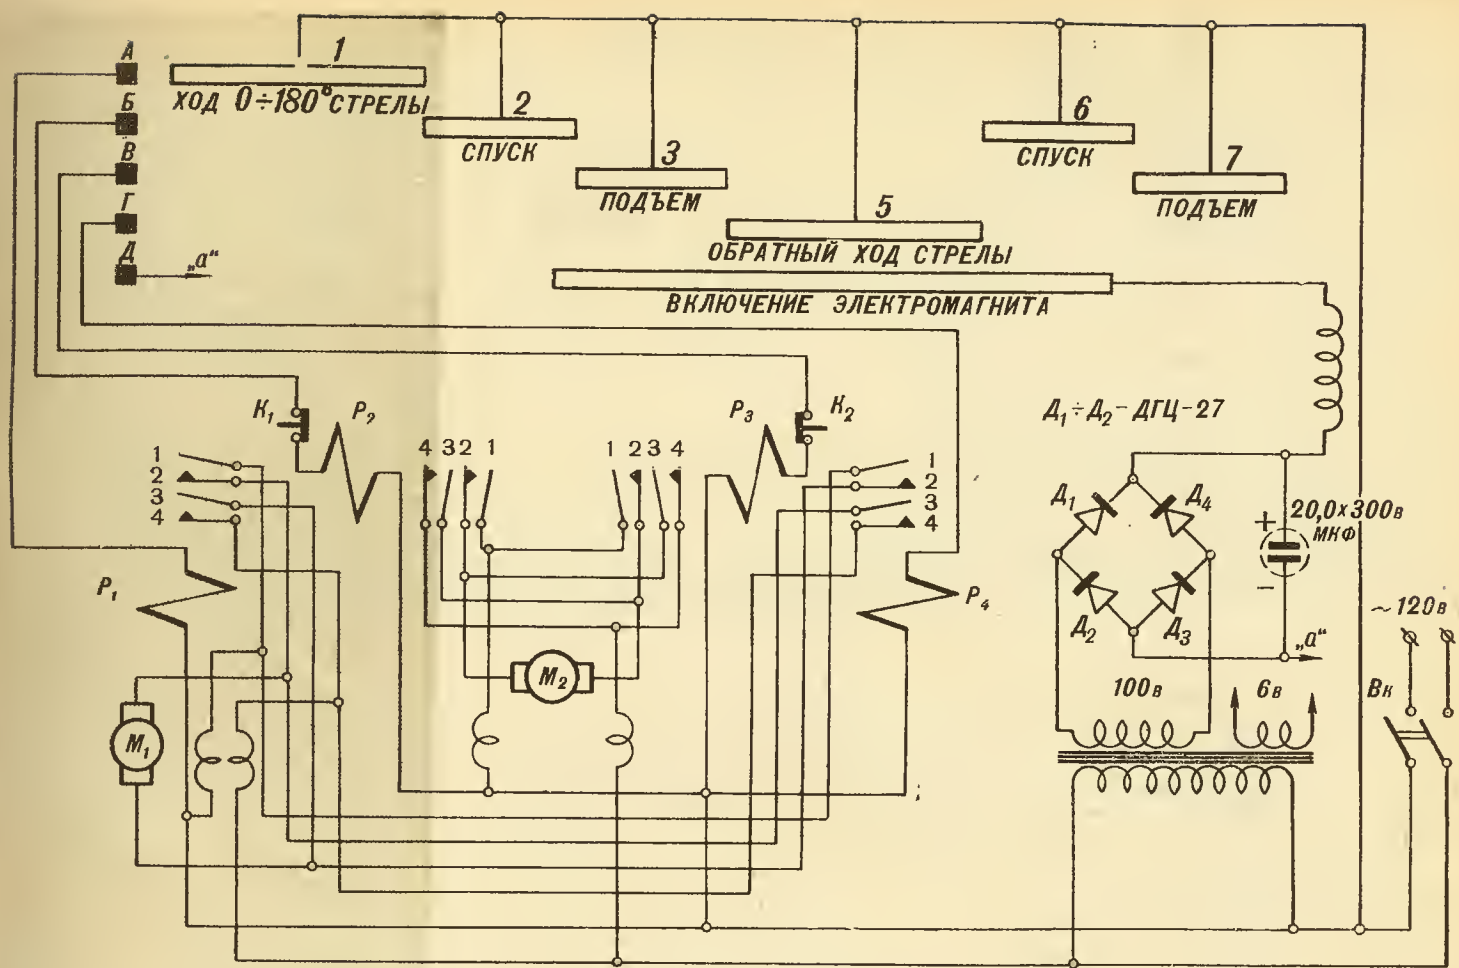 А
1
ХОД 0÷180° СТРЕЛЫ
Б
2
СПУСК
6
СПУСК
В
3
ПОДЪЕМ
7
ПОДЪЕМ
Г
5
ОБРАТНЫЙ ХОД СТРЕЛЫ
Д
„а“
ВКЛЮЧЕНИЕ ЭЛЕКТРОМАГНИТА
К₁
Р₂
Р₃
К₂
Д₁÷Д₂–ДГЦ–27
1
2
3
4
4 3 2 1
1 2 3 4
1
2
3
4
Д₁
Д₄
+
20,0×300в
МКФ
−
Д₂
Д₃
„а“
Р₁
Р₄
~120в
М₂
100в
6в
Вк
М₁